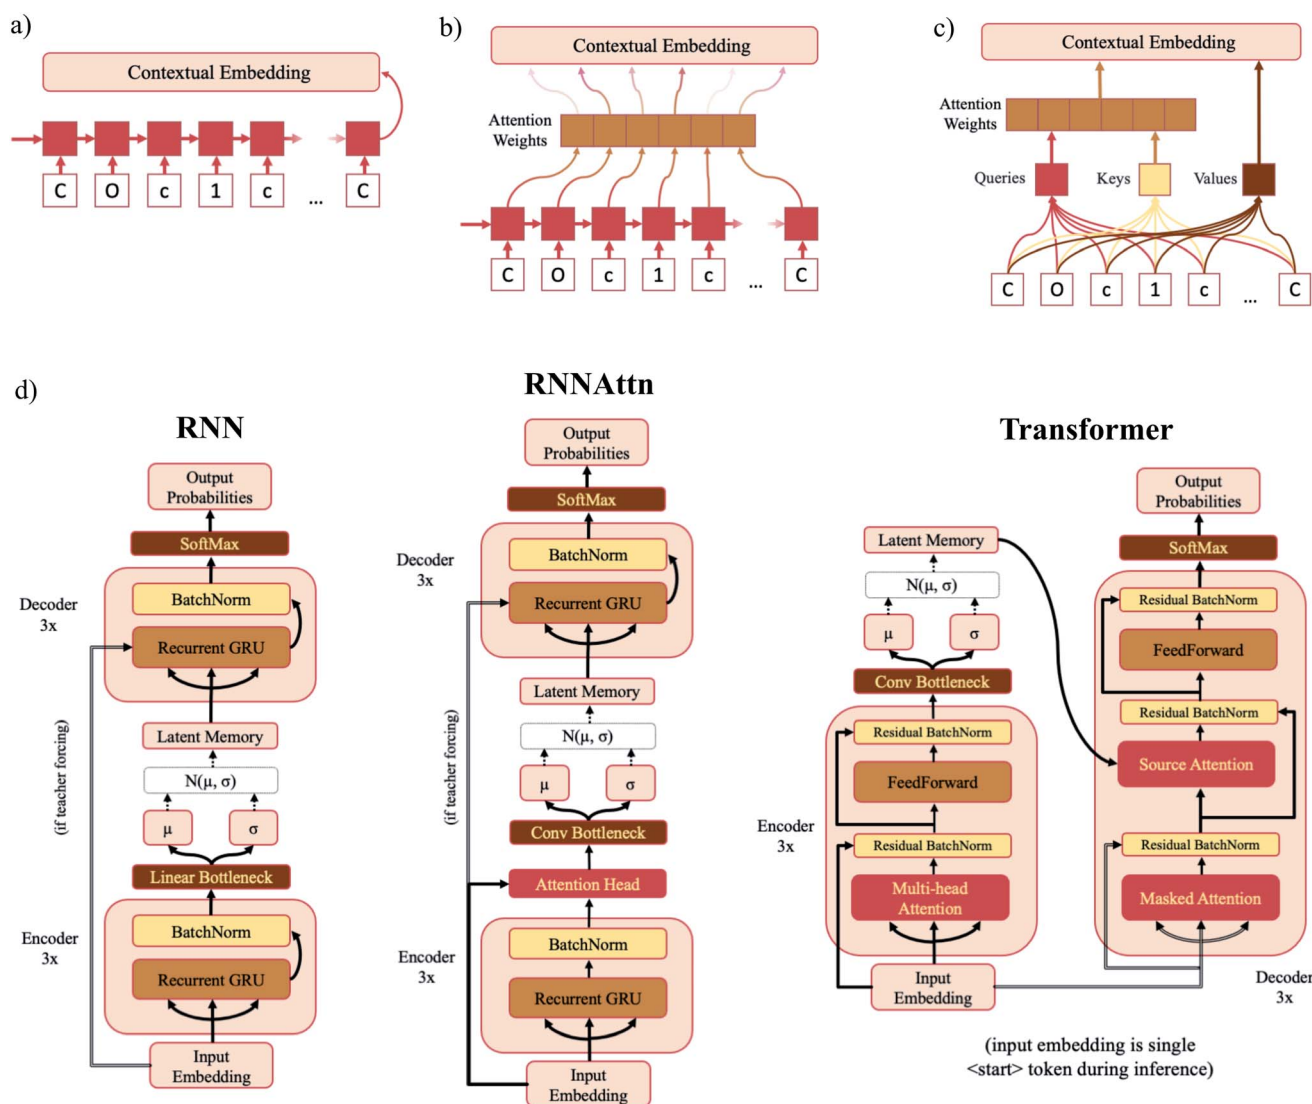 a)
Contextual Embedding
C O c 1 c ... C
b)
Contextual Embedding
Attention
Weights
C O c 1 c ... C
c)
Contextual Embedding
Attention
Weights
Queries
Keys
Values
C O c 1 c ... C
d)
RNN
Output
Probabilities
SoftMax
Decoder
3x
BatchNorm
Recurrent GRU
(if teacher forcing)
Latent Memory
N(μ, σ)
μ
σ
Linear Bottleneck
Encoder
3x
BatchNorm
Recurrent GRU
Input
Embedding
RNNAttn
Output
Probabilities
SoftMax
Decoder
3x
BatchNorm
Recurrent GRU
(if teacher forcing)
Latent Memory
N(μ, σ)
μ
σ
Conv Bottleneck
Attention Head
Encoder
3x
BatchNorm
Recurrent GRU
Input
Embedding
Transformer
Latent Memory
N(μ, σ)
μ
σ
Conv Bottleneck
Residual BatchNorm
FeedForward
Encoder
3x
Residual BatchNorm
Multi-head
Attention
Input
Embedding
Output
Probabilities
SoftMax
Residual BatchNorm
FeedForward
Residual BatchNorm
Source Attention
Residual BatchNorm
Masked Attention
Decoder
3x
(input embedding is single
<start> token during inference)